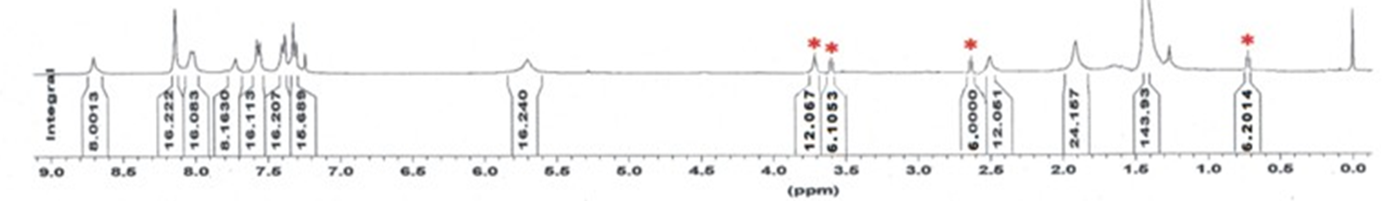 * * * *
Integral 8.0013 16.222 16.083 8.1630 16.113 16.207 15.689 16.240 12.067 6.1053 6.0000 12.051 24.157 143.93 6.2014
9.0 8.5 8.0 7.5 7.0 6.5 6.0 5.5 5.0 4.5 4.0 3.5 3.0 2.5 2.0 1.5 1.0 0.5 0.0
(ppm)